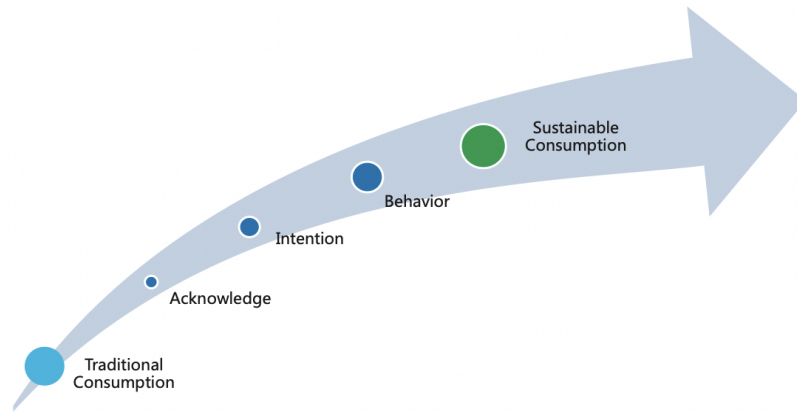 Sustainable
Consumption
Behavior
Intention
Acknowledge
Traditional
Consumption